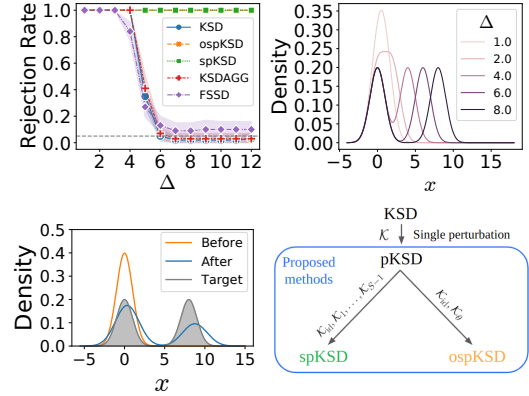 Rejection Rate
1.0
0.8
0.6
0.4
0.2
0.0
2 4 6 8 10 12
Δ
KSD
ospKSD
spKSD
KSDAGG
FSSD
Density
0.35
0.30
0.25
0.20
0.15
0.10
0.05
0.00
−5 0 5 10 15
x
Δ
1.0
2.0
4.0
6.0
8.0
Density
0.5
0.4
0.3
0.2
0.1
0.0
−5 0 5 10 15
x
Before
After
Target
KSD
𝒦 Single perturbation
Proposed
methods
pKSD
𝒦_id, 𝒦_1, . . . , 𝒦_{S−1}
𝒦_id, 𝒦_θ
spKSD
ospKSD